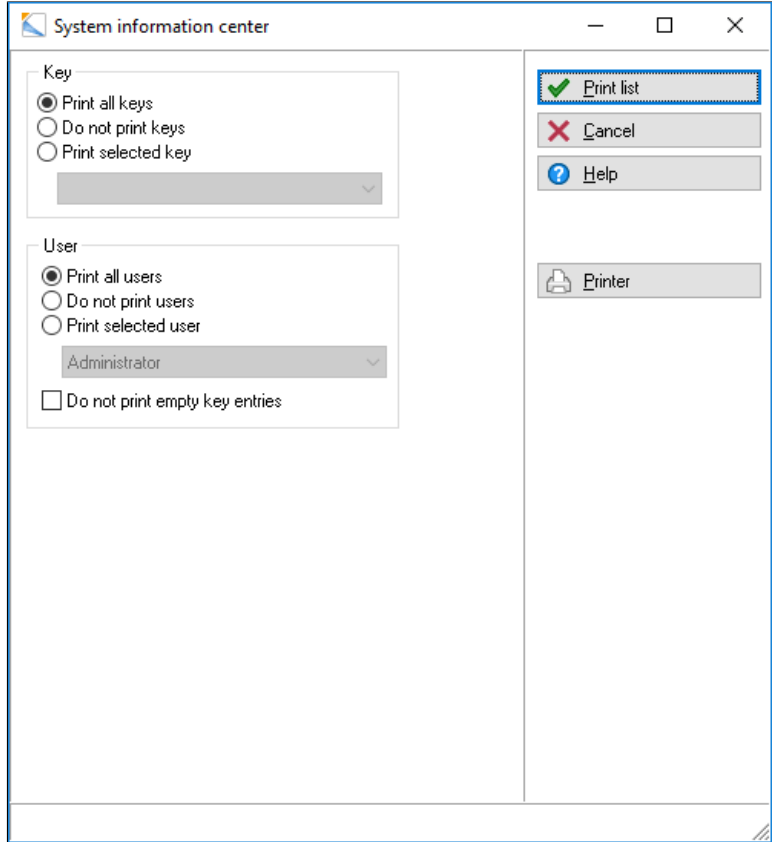 System information center
Key
Print all keys
Do not print keys
Print selected key
User
Print all users
Do not print users
Print selected user
Administrator
Do not print empty key entries
Print list
Cancel
Help
Printer